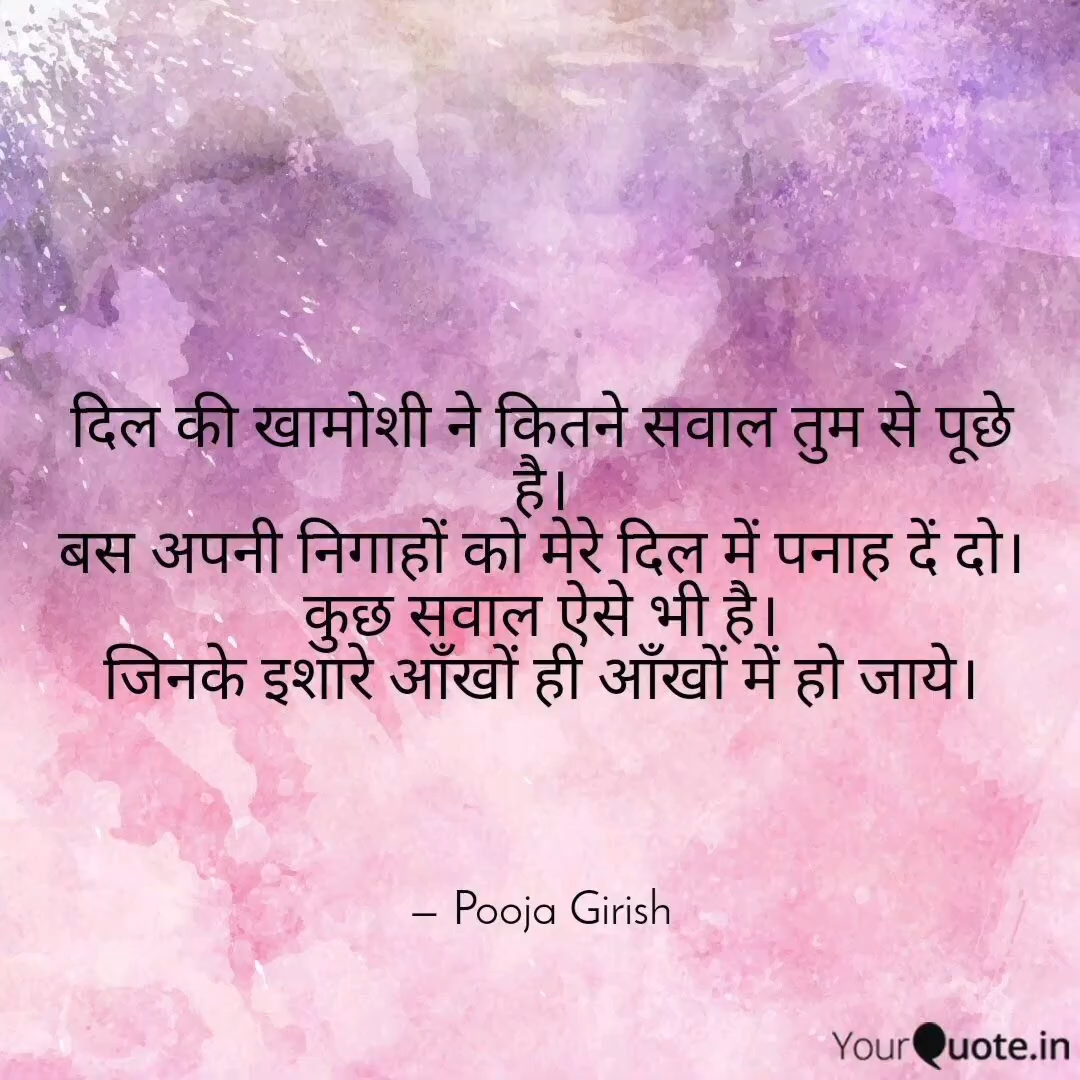 दिल की खामोशी ने कितने सवाल तुम से पूछे
है।
बस अपनी निगाहों को मेरे दिल में पनाह दें दो।
कुछ सवाल ऐसे भी है।
जिनके इशारे आँखों ही आँखों में हो जाये।
– Pooja Girish
YourQuote.in